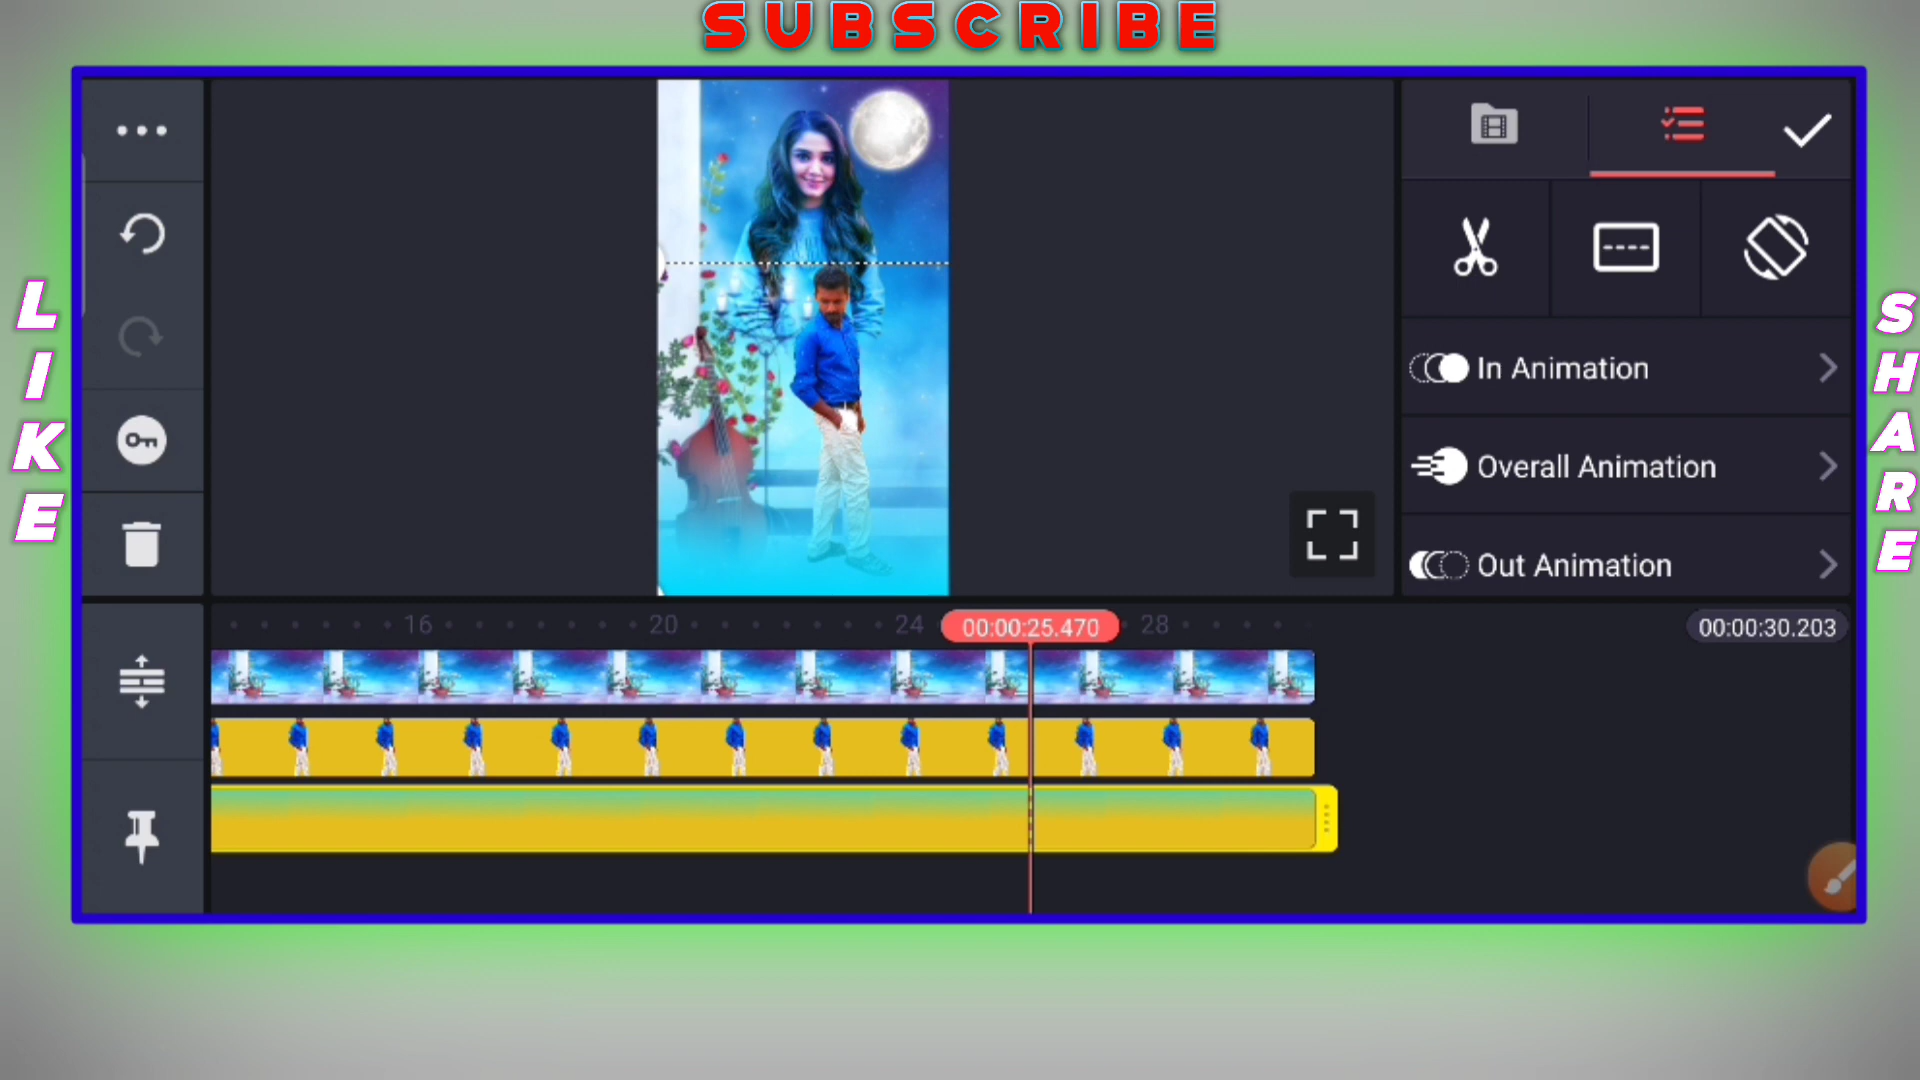 SUBSCRIBE
LIKE
SHARE
In Animation
Overall Animation
Out Animation
16
20
24
00:00:25.470
28
00:00:30.203